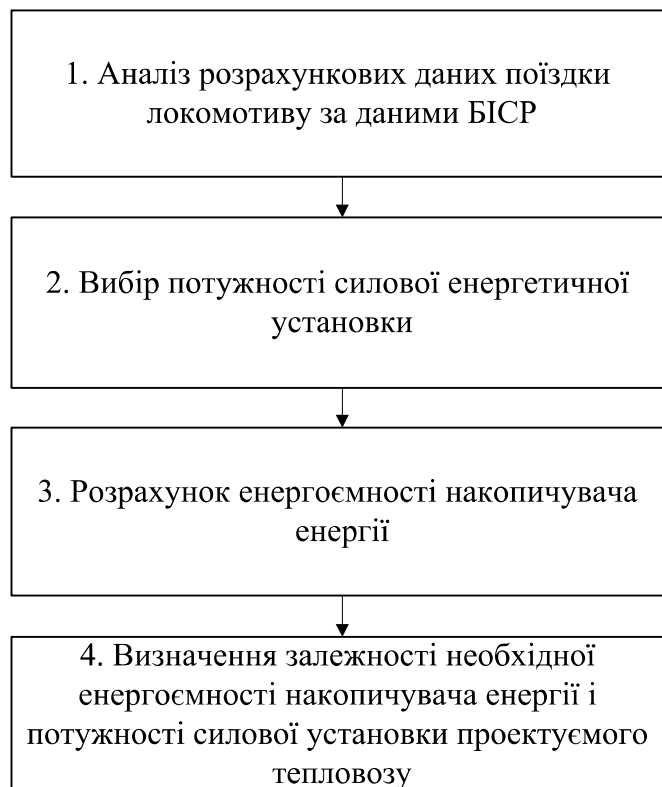 1. Аналіз розрахункових даних поїздки
локомотиву за даними БІСР
2. Вибір потужності силової енергетичної
установки
3. Розрахунок енергоємності накопичувача
енергії
4. Визначення залежності необхідної
енергоємності накопичувача енергії і
потужності силової установки проектуємого
тепловозу